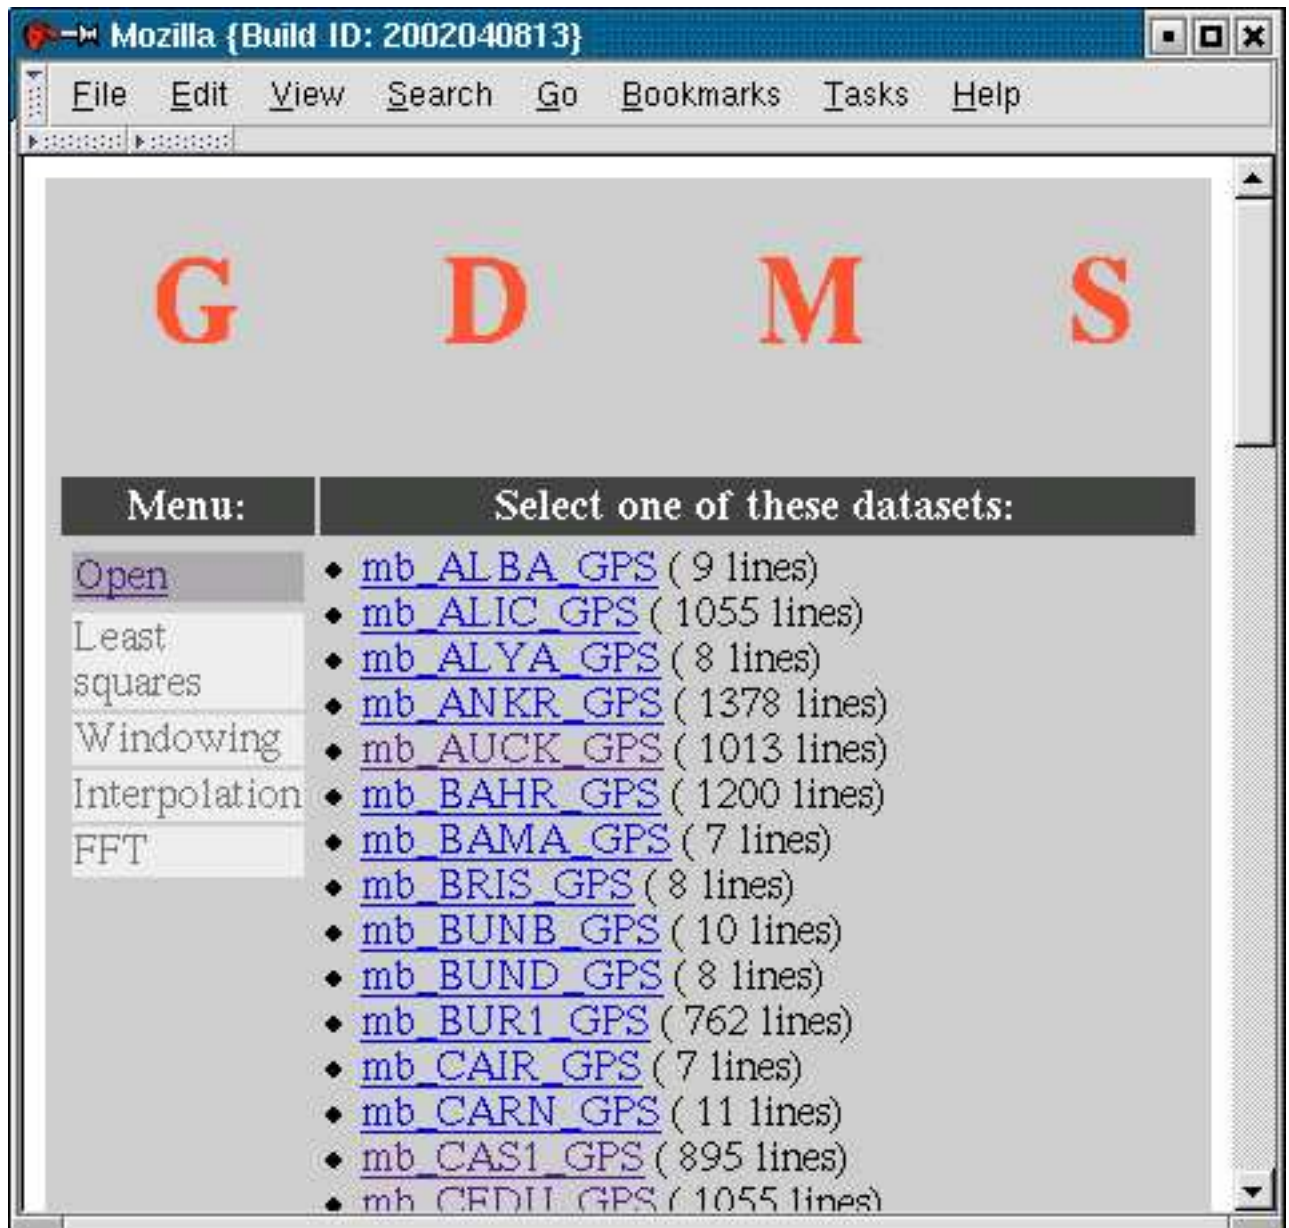 Mozilla {Build ID: 2002040813}
File Edit View Search Go Bookmarks Tasks Help
G D M S
Menu:
Open
Least
squares
Windowing
Interpolation
FFT
Select one of these datasets:
mb_ALBA_GPS ( 9 lines)
mb_ALIC_GPS ( 1055 lines)
mb_ALYA_GPS ( 8 lines)
mb_ANKR_GPS ( 1378 lines)
mb_AUCK_GPS ( 1013 lines)
mb_BAHR_GPS ( 1200 lines)
mb_BAMA_GPS ( 7 lines)
mb_BRIS_GPS ( 8 lines)
mb_BUNB_GPS ( 10 lines)
mb_BUND_GPS ( 8 lines)
mb_BUR1_GPS ( 762 lines)
mb_CAIR_GPS ( 7 lines)
mb_CARN_GPS ( 11 lines)
mb_CAS1_GPS ( 895 lines)
mb_CEDU_GPS ( 1055 lines)